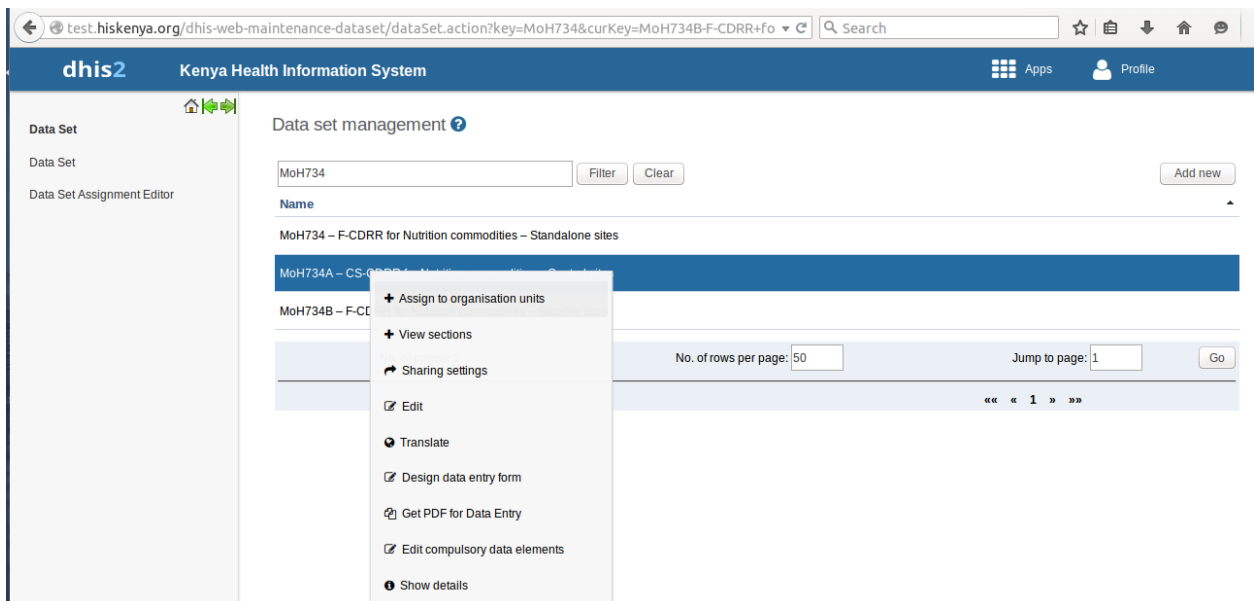 test.hiskenya.org/dhis-web-maintenance-dataset/dataSet.action?key=MoH734&curKey=MoH734B-F-CDRR+fo
Search
dhis2 Kenya Health Information System
Apps Profile
Data Set
Data Set
Data Set Assignment Editor
Data set management
MoH734 Filter Clear Add new
Name
MoH734 – F-CDRR for Nutrition commodities – Standalone sites
MoH734A – CS-
MoH734B – F-CD
Assign to organisation units
View sections
Sharing settings
Edit
Translate
Design data entry form
Get PDF for Data Entry
Edit compulsory data elements
Show details
No. of rows per page: 50 Jump to page: 1 Go
«« « 1 » »»